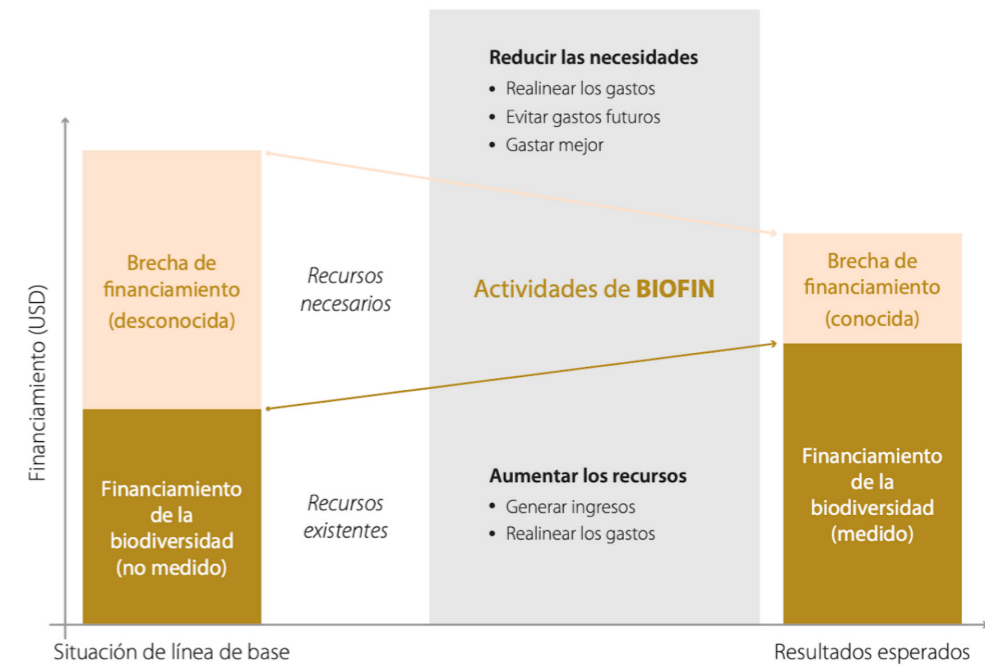 Reducir las necesidades
• Realinear los gastos
• Evitar gastos futuros
• Gastar mejor
Financiamiento (USD)
Brecha de
financiamiento
(desconocida)
Recursos
necesarios
Actividades de BIOFIN
Brecha de
financiamiento
(conocida)
Financiamiento
de la
biodiversidad
(no medido)
Recursos
existentes
Aumentar los recursos
• Generar ingresos
• Realinear los gastos
Financiamiento
de la
biodiversidad
(medido)
Situación de línea de base
Resultados esperados